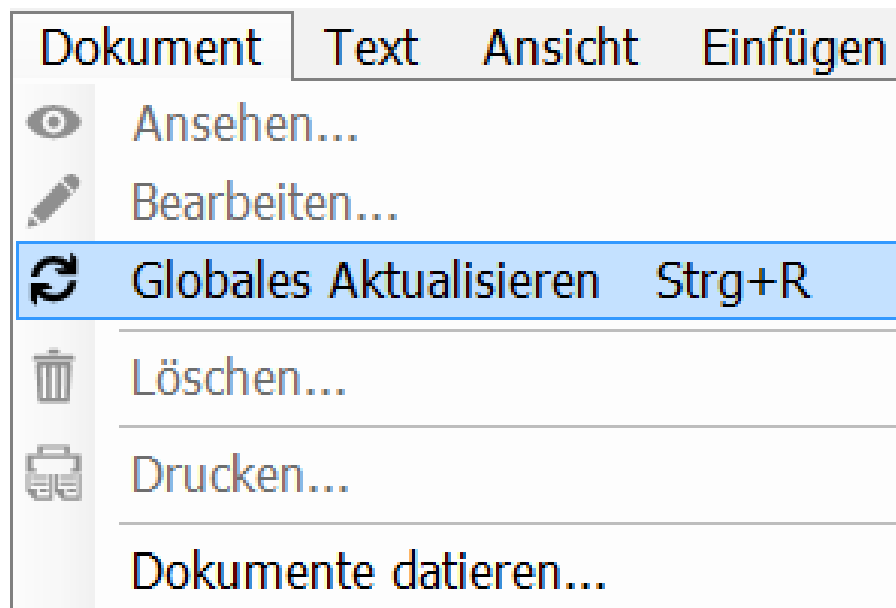 Dokument Text Ansicht Einfügen
Ansehen...
Bearbeiten...
Globales Aktualisieren Strg+R
Löschen...
Drucken...
Dokumente datieren...